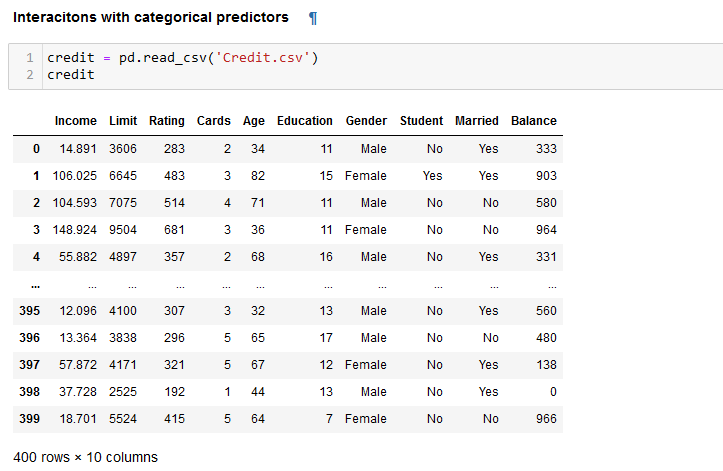 Interacitons with categorical predictors ¶
1 credit = pd.read_csv('Credit.csv')
2 credit
Income Limit Rating Cards Age Education Gender Student Married Balance
0 14.891 3606 283 2 34 11 Male No Yes 333
1 106.025 6645 483 3 82 15 Female Yes Yes 903
2 104.593 7075 514 4 71 11 Male No No 580
3 148.924 9504 681 3 36 11 Female No No 964
4 55.882 4897 357 2 68 16 Male No Yes 331
... ... ... ... ... ... ... ... ... ... ...
395 12.096 4100 307 3 32 13 Male No Yes 560
396 13.364 3838 296 5 65 17 Male No No 480
397 57.872 4171 321 5 67 12 Female No Yes 138
398 37.728 2525 192 1 44 13 Male No Yes 0
399 18.701 5524 415 5 64 7 Female No No 966
400 rows × 10 columns